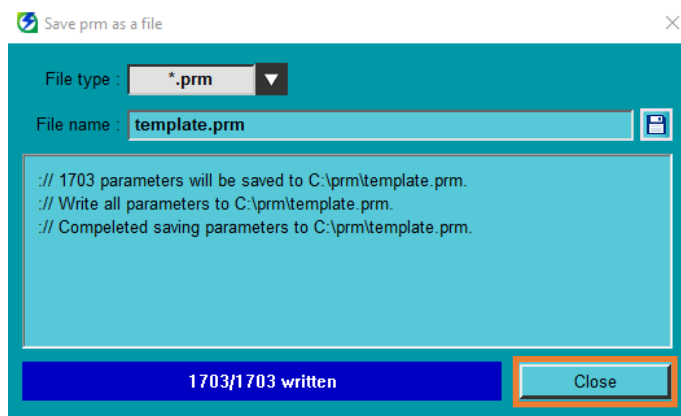 Save prm as a file
File type : *.prm
File name : template.prm
:// 1703 parameters will be saved to C:\prm\template.prm.
:// Write all parameters to C:\prm\template.prm.
:// Compeleted saving parameters to C:\prm\template.prm.
1703/1703 written
Close